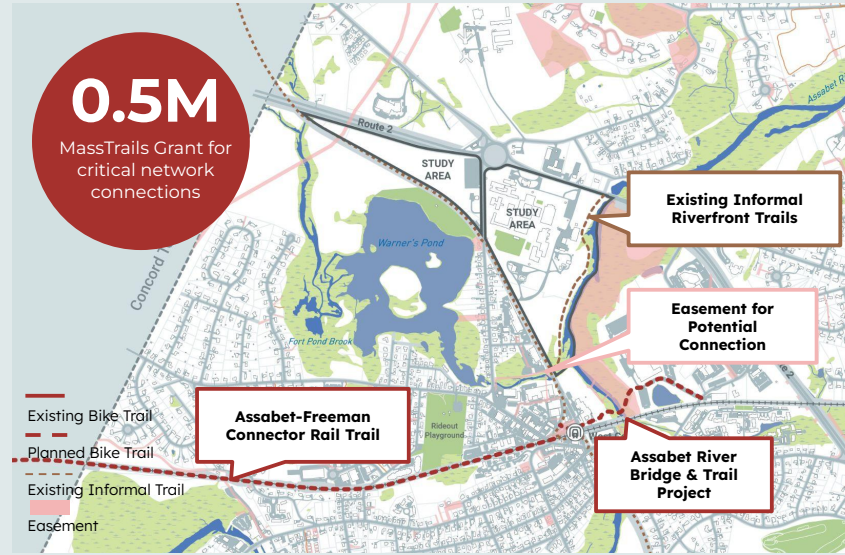 0.5M
MassTrails Grant for
critical network
connections
Route 2
STUDY
AREA
STUDY
AREA
Assabet
Existing Informal
Riverfront Trails
Warner's Pond
Concord
Fort Pond Brook
Easement for
Potential
Connection
Existing Bike Trail
Planned Bike Trail
Existing Informal Trail
Easement
Assabet-Freeman
Connector Rail Trail
Rideout
Playground
Assabet River
Bridge & Trail
Project